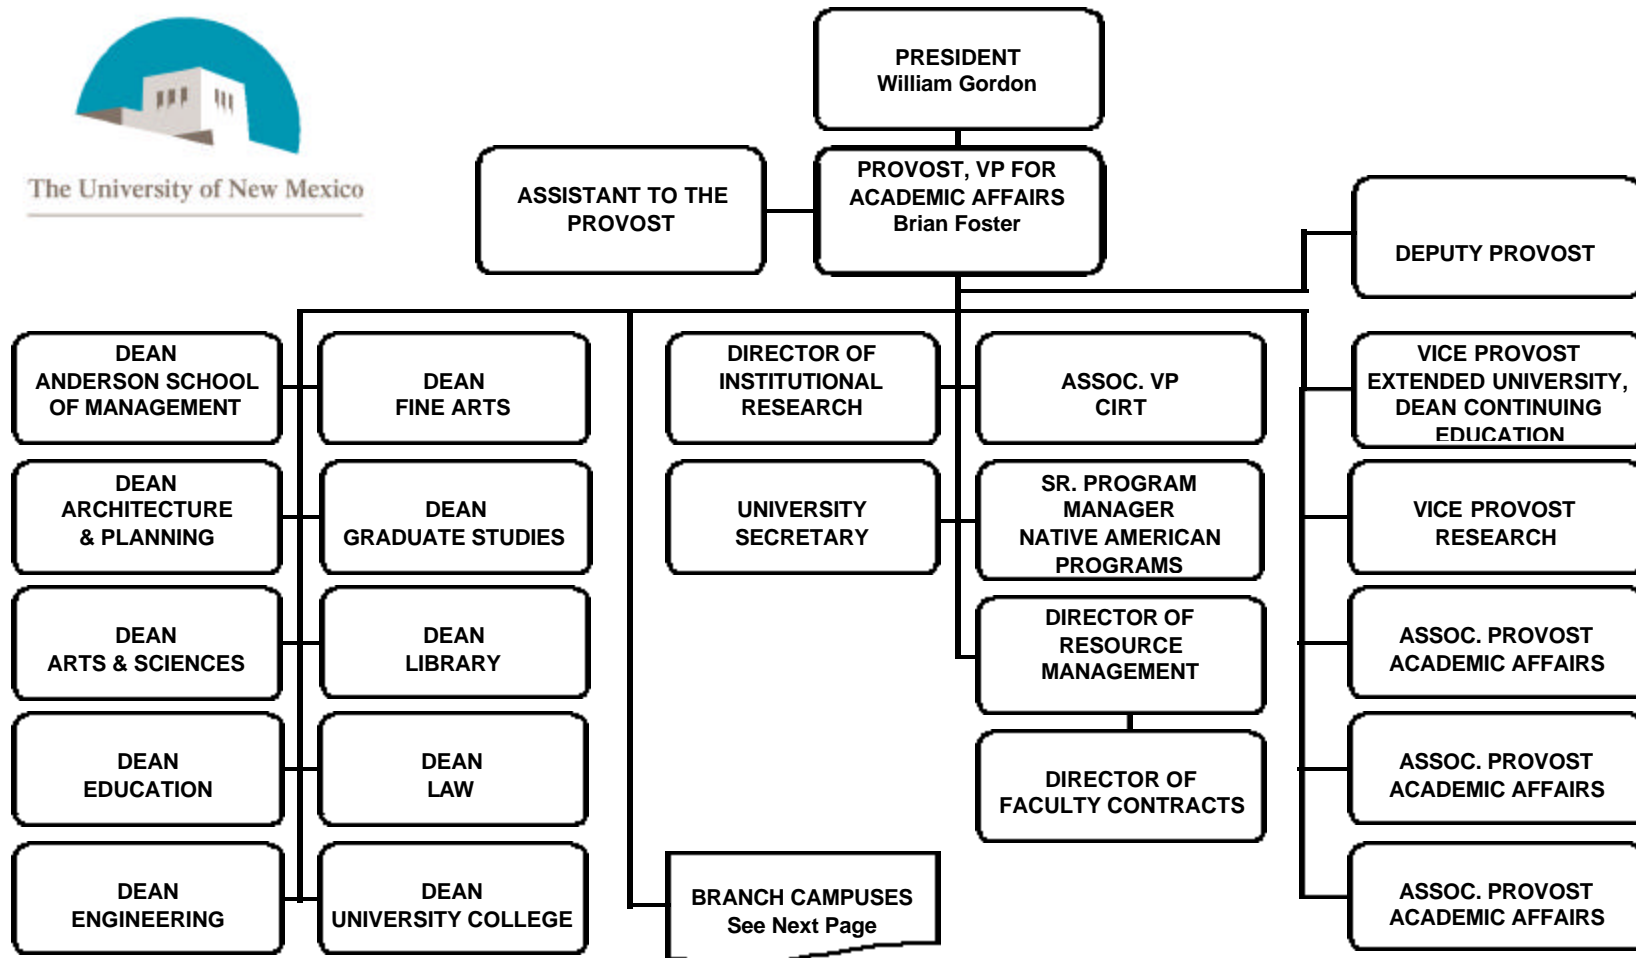 The University of New Mexico
PRESIDENT
William Gordon
ASSISTANT TO THE
PROVOST
PROVOST, VP FOR
ACADEMIC AFFAIRS
Brian Foster
DEPUTY PROVOST
DEAN
ANDERSON SCHOOL
OF MANAGEMENT
DEAN
FINE ARTS
DIRECTOR OF
INSTITUTIONAL
RESEARCH
ASSOC. VP
CIRT
VICE PROVOST
EXTENDED UNIVERSITY,
DEAN CONTINUING
EDUCATION
DEAN
ARCHITECTURE
& PLANNING
DEAN
GRADUATE STUDIES
UNIVERSITY
SECRETARY
SR. PROGRAM
MANAGER
NATIVE AMERICAN
PROGRAMS
VICE PROVOST
RESEARCH
DEAN
ARTS & SCIENCES
DEAN
LIBRARY
DIRECTOR OF
RESOURCE
MANAGEMENT
ASSOC. PROVOST
ACADEMIC AFFAIRS
DEAN
EDUCATION
DEAN
LAW
DIRECTOR OF
FACULTY CONTRACTS
ASSOC. PROVOST
ACADEMIC AFFAIRS
DEAN
ENGINEERING
DEAN
UNIVERSITY COLLEGE
BRANCH CAMPUSES
See Next Page
ASSOC. PROVOST
ACADEMIC AFFAIRS